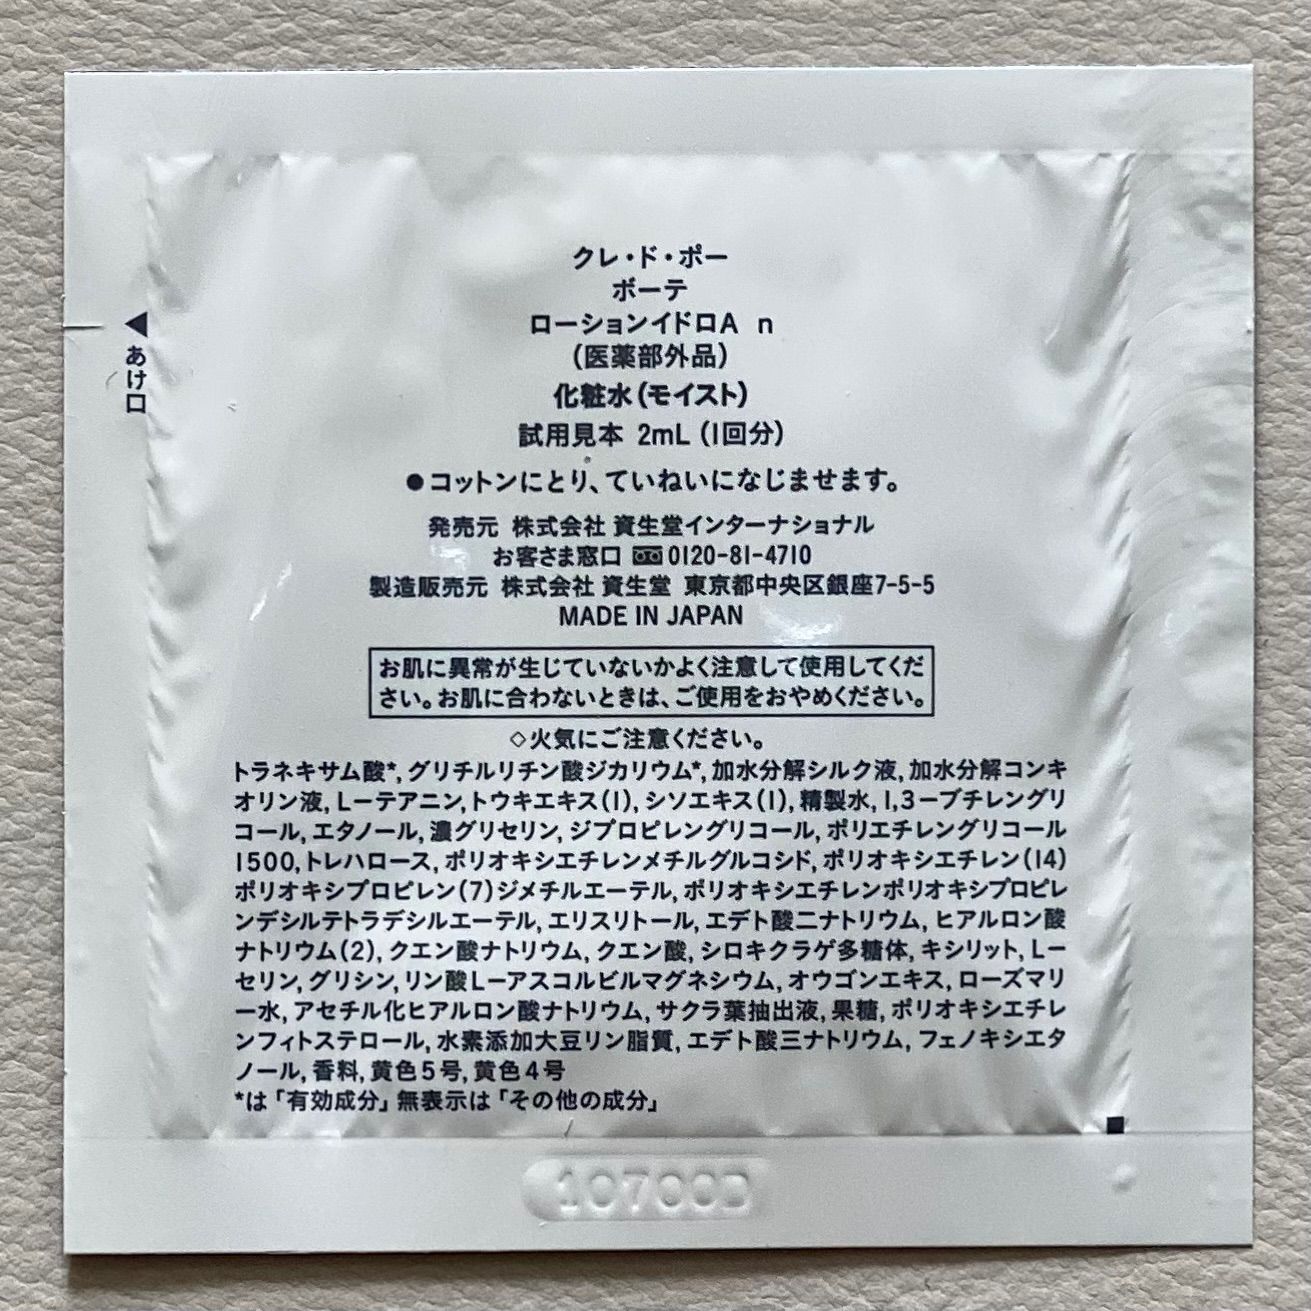 クレ・ド・ポー
ボーテ
ローションイドロA n
(医薬部外品)
化粧水(モイスト)
試用見本 2mL (1回分)
◀あけ口
●コットンにとり、ていねいになじませます。
発売元 株式会社 資生堂インターナショナル
お客さま窓口 0120-81-4710
製造販売元 株式会社 資生堂 東京都中央区銀座7-5-5
MADE IN JAPAN
お肌に異常が生じていないかよく注意して使用してくだ
さい。お肌に合わないときは、ご使用をおやめください。
◇火気にご注意ください。
トラネキサム酸*,グリチルリチン酸ジカリウム*,加水分解シルク液,加水分解コンキ
オリン液,Lーテアニン,トウキエキス(1),シソエキス(1),精製水,1,3ーブチレングリ
コール,エタノール,濃グリセリン,ジプロピレングリコール,ポリエチレングリコール
1500,トレハロース,ポリオキシエチレンメチルグルコシド,ポリオキシエチレン(14)
ポリオキシプロピレン(7)ジメチルエーテル,ポリオキシエチレンポリオキシプロピレ
ンデシルテトラデシルエーテル,エリスリトール,エデト酸二ナトリウム,ヒアルロン酸
ナトリウム(2),クエン酸ナトリウム,クエン酸,シロキクラゲ多糖体,キシリット,Lー
セリン,グリシン,リン酸Lーアスコルビルマグネシウム,オウゴンエキス,ローズマリ
ー水,アセチル化ヒアルロン酸ナトリウム,サクラ葉抽出液,果糖,ポリオキシエチレ
ンフィトステロール,水素添加大豆リン脂質,エデト酸三ナトリウム,フェノキシエタ
ノール,香料,黄色5号,黄色4号
*は「有効成分」無表示は「その他の成分」